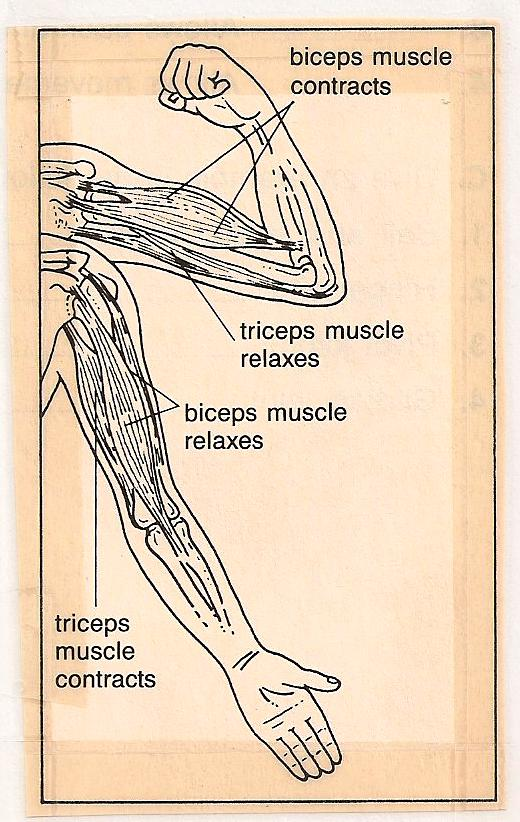 biceps muscle
contracts
triceps muscle
relaxes
biceps muscle
relaxes
triceps
muscle
contracts